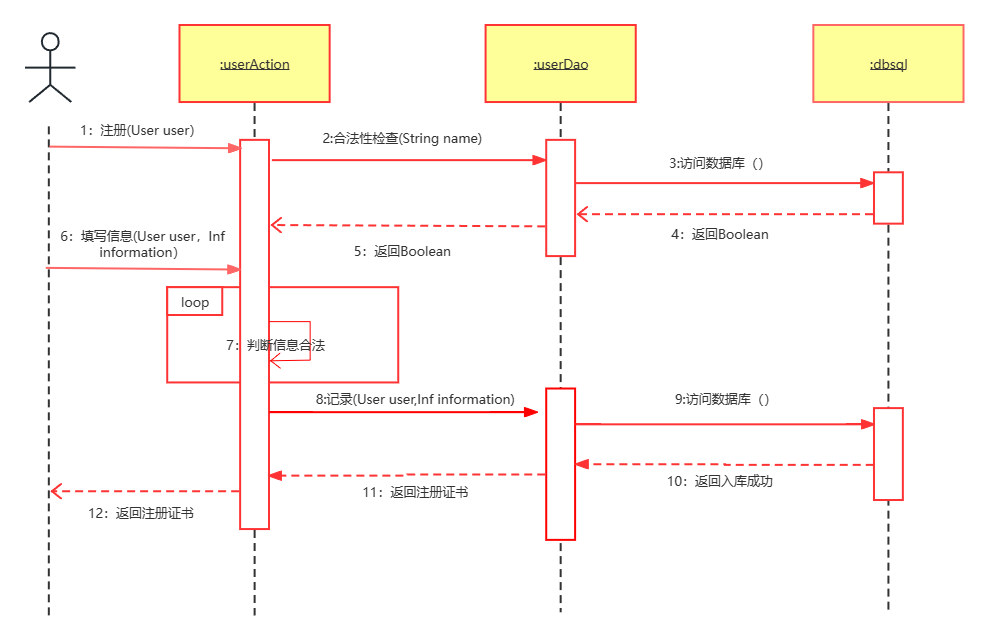 :userAction
:userDao
:dbsql
1：注册(User user)
2:合法性检查(String name)
3:访问数据库（）
4：返回Boolean
5：返回Boolean
6：填写信息(User user，Inf
information）
loop
7：判断信息合法
8:记录(User user,Inf information)
9:访问数据库（）
10：返回入库成功
11：返回注册证书
12：返回注册证书